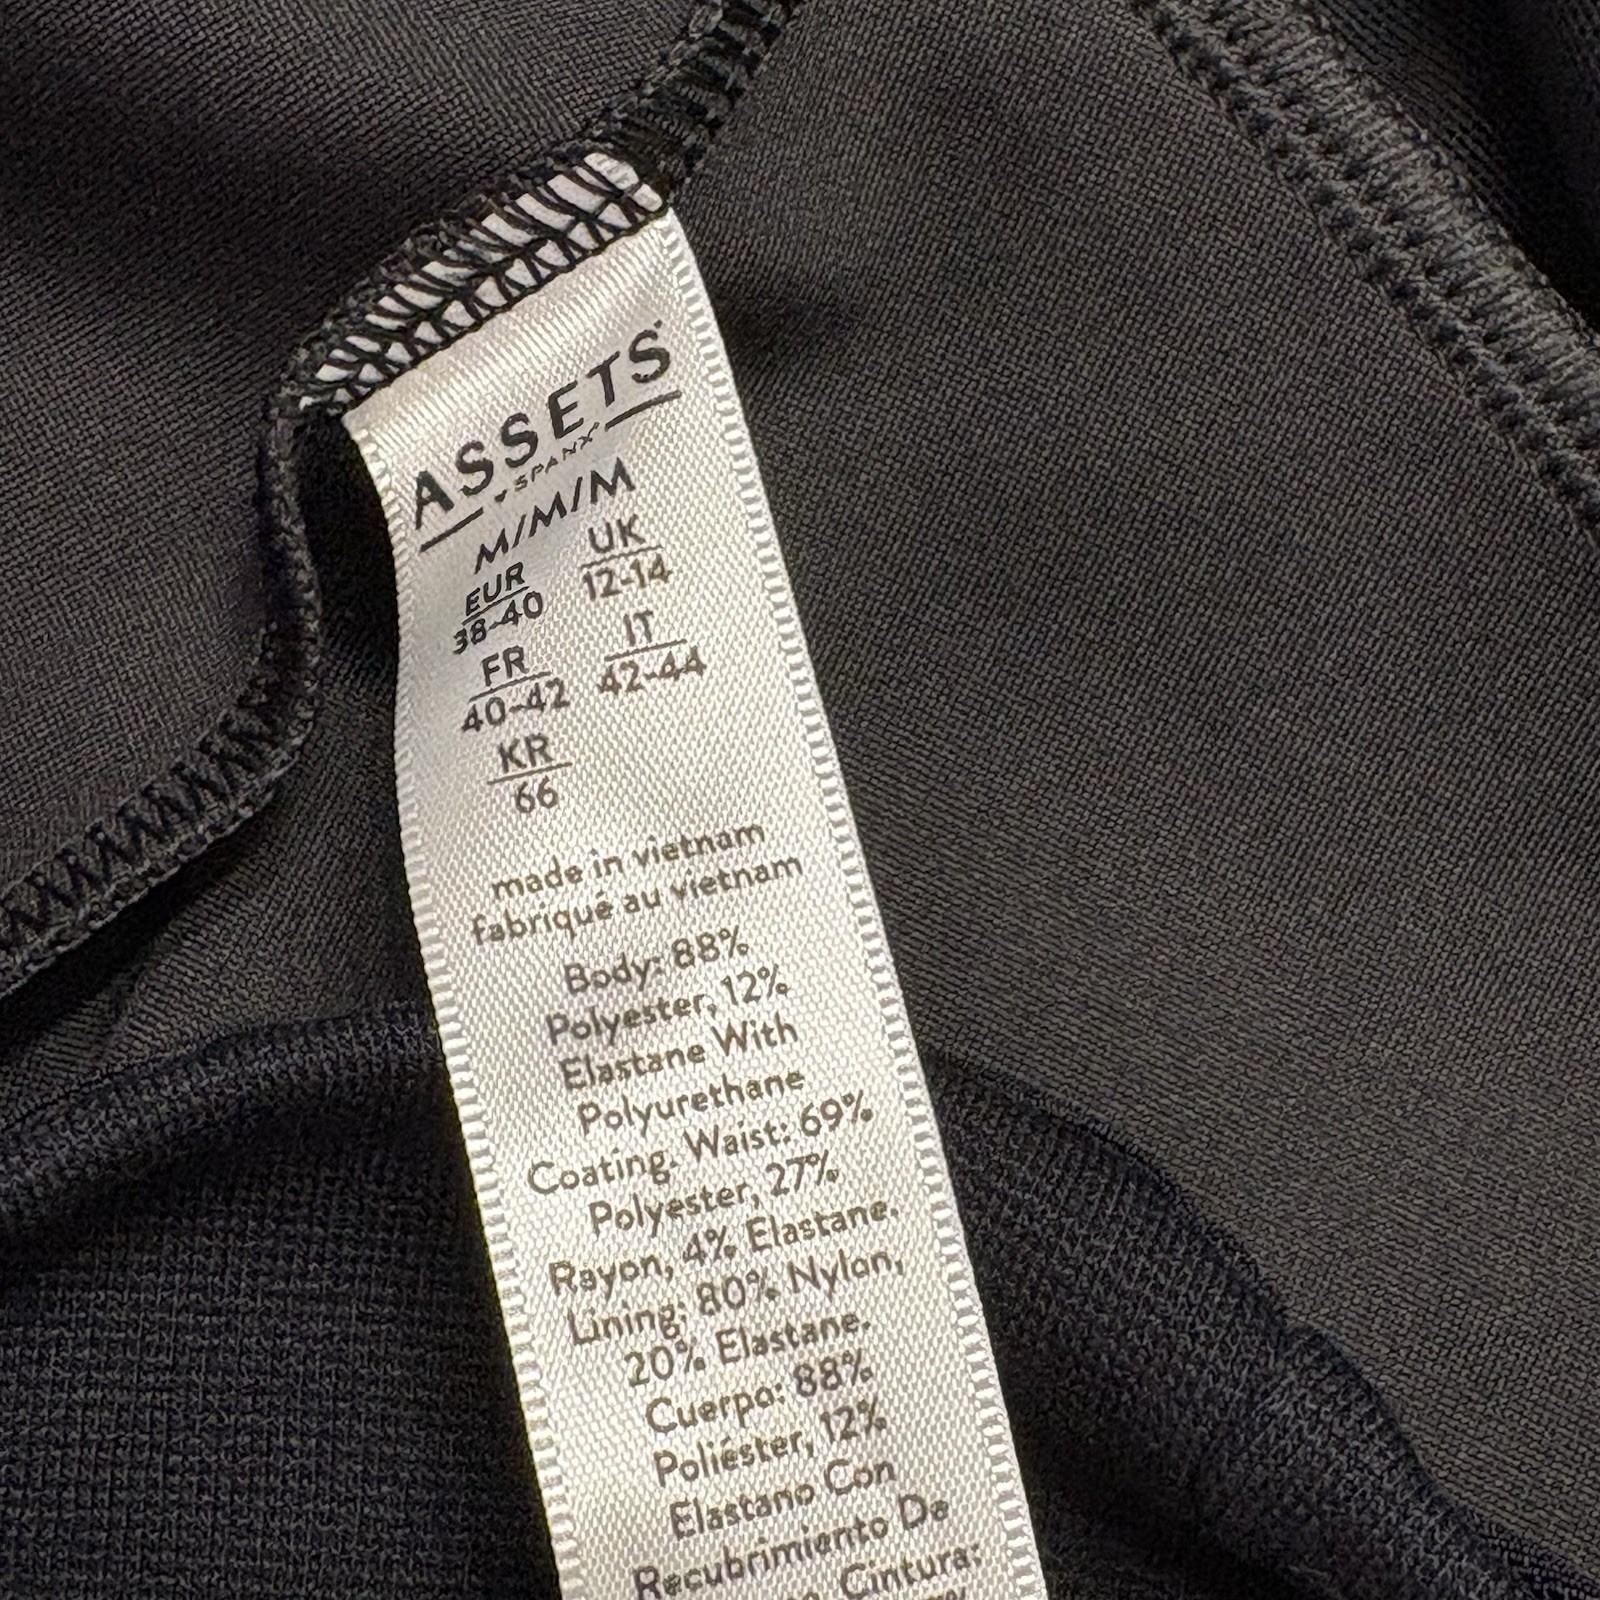 ASSETS
♥ SPANX®
M/M/M
EUR UK
38-40 12-14
FR IT
40-42 42-44
KR
66
made in vietnam
fabriqué au vietnam
Body: 88%
Polyester, 12%
Elastane With
Polyurethane
Coating. Waist: 69%
Polyester, 27%
Rayon, 4% Elastane.
Lining: 80% Nylon,
20% Elastane.
Cuerpo: 88%
Poliéster, 12%
Elastano Con
Recubrimiento De
Cintura: